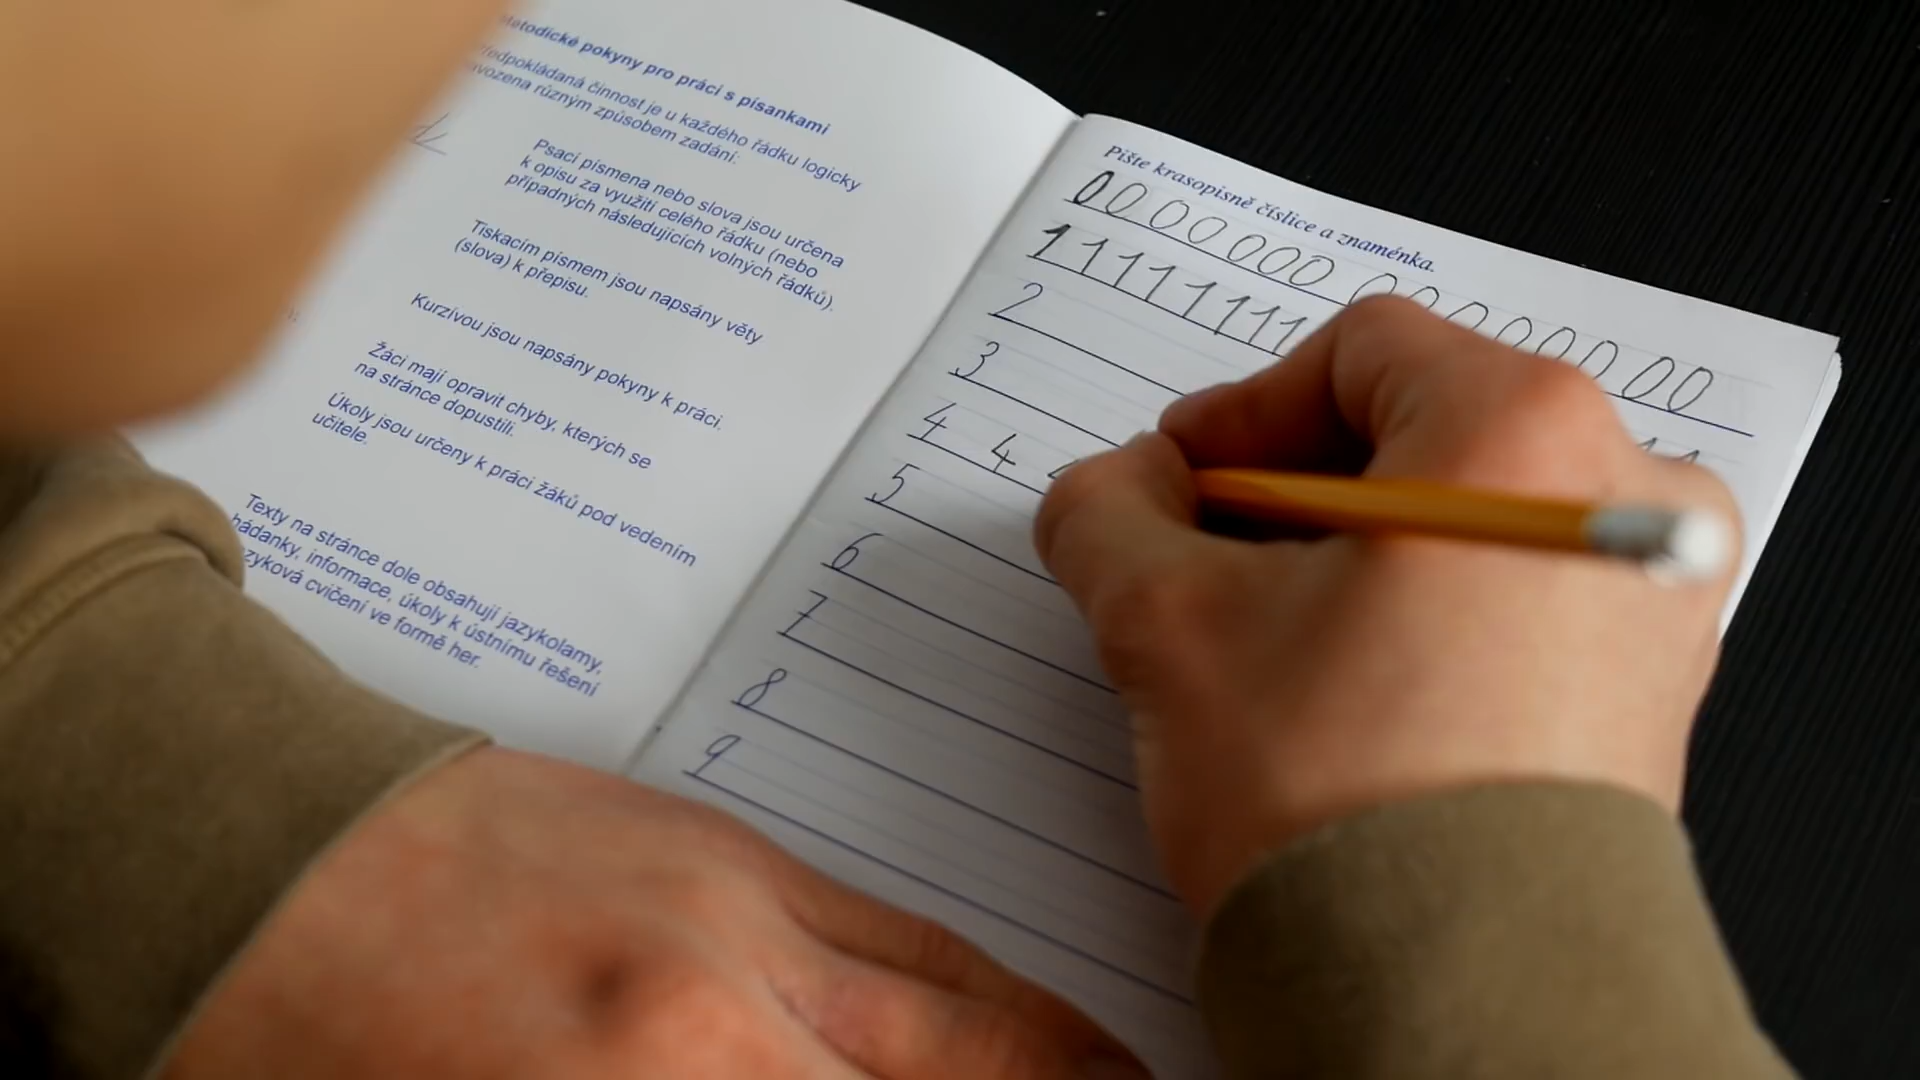 Metodické pokyny pro práci s písankami
Předpokládaná činnost je u každého řádku logicky
různým způsobem zadání:
Psací písmena nebo slova jsou určena
k opisu za využití celého řádku (nebo
případných následujících volných řádků).
Tiskacím písmem jsou napsány věty
(slova) k přepisu.
Kurzívou jsou napsány pokyny k práci.
Žáci mají opravit chyby, kterých se
na stránce dopustili.
Úkoly jsou určeny k práci žáků pod vedením
učitele.
Texty na stránce dole obsahují jazykolamy,
hádanky, informace, úkoly k ústnímu řešení
jazyková cvičení ve formě her.
Pište krasopisně číslice a znaménka.
0 0 0 0 0 0 0 0 0 0 0 0 0 0 0
1 1 1 1 1 1 1 1 1 1
2
3
4 4 4
5
6
7
8
9